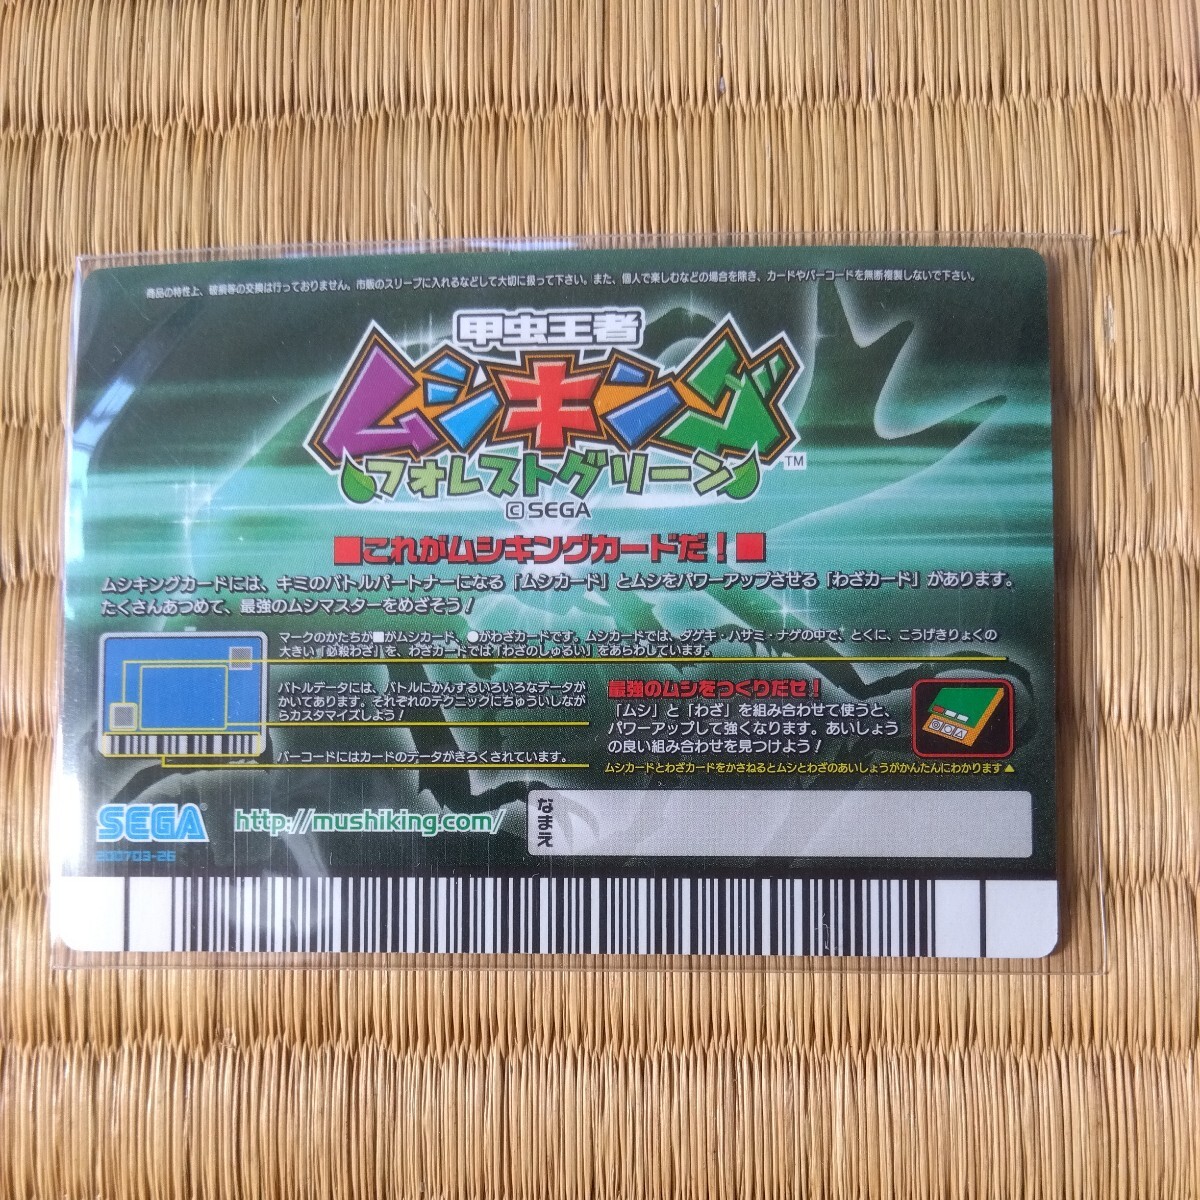 商品の特性上、破損等の交換は行っておりません。市販のスリーブに入れるなどして大切に扱って下さい。また、個人で楽しむなどの場合を除き、カードやバーコードを無断複製しないで下さい。
甲虫王者
ムシキング
フォレストグリーン
TM
©SEGA
■これがムシキングカードだ！■
ムシキングカードには、キミのバトルパートナーになる「ムシカード」とムシをパワーアップさせる「わざカード」があります。
たくさんあつめて、最強のムシマスターをめざそう！
マークのかたちが■がムシカード、●がわざカードです。ムシカードでは、ダゲキ・ハサミ・ナゲの中で、とくに、こうげきりょくの
大きい「必殺わざ」を、わざカードでは「わざのしゅるい」をあらわしています。
バトルデータには、バトルにかんするいろいろなデータが
かいてあります。それぞれのテクニックにちゅういしなが
らカスタマイズしよう！
バーコードにはカードのデータがきろくされています。
最強のムシをつくりだせ！
「ムシ」と「わざ」を組み合わせて使うと、
パワーアップして強くなります。あいしょう
の良い組み合わせを見つけよう！
ムシカードとわざカードをかさねるとムシとわざのあいしょうがかんたんにわかります▲
SEGA®
http://mushiking.com/
なまえ
200703-26